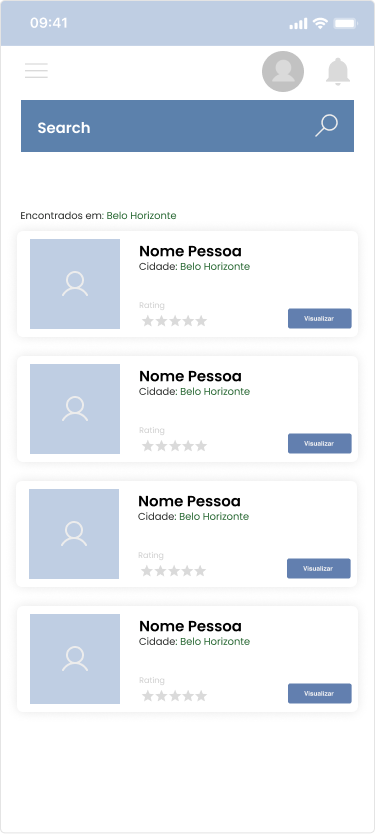 09:41
Search
Encontrados em: Belo Horizonte
Nome Pessoa
Cidade: Belo Horizonte
Rating
Visualizar
Nome Pessoa
Cidade: Belo Horizonte
Rating
Visualizar
Nome Pessoa
Cidade: Belo Horizonte
Rating
Visualizar
Nome Pessoa
Cidade: Belo Horizonte
Rating
Visualizar